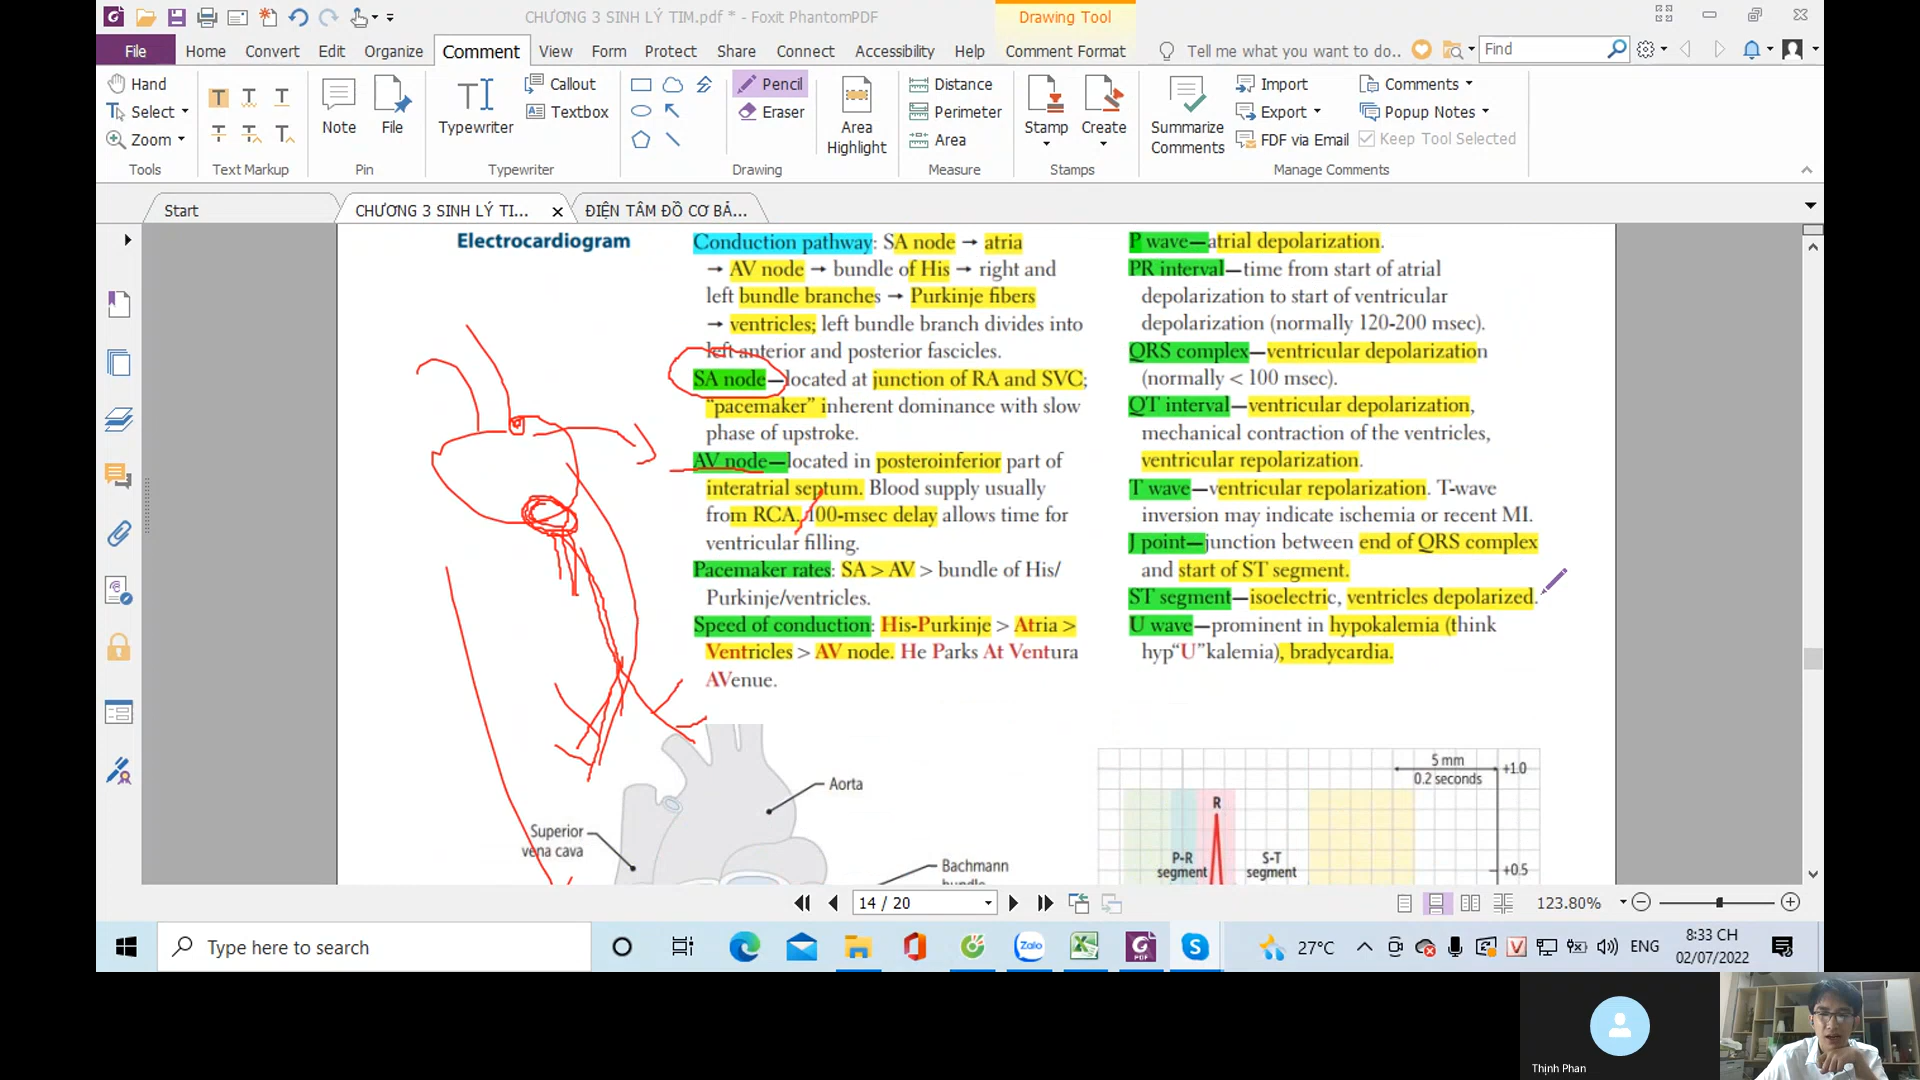 CHƯƠNG 3 SINH LÝ TIM.pdf * - Foxit PhantomPDF
Drawing Tool
File
Home
Convert
Edit
Organize
Comment
View
Form
Protect
Share
Connect
Accessibility
Help
Comment Format
Tell me what you want to do..
Find
Hand
Select
Zoom
Tools
Text Markup
Note
File
Pin
Typewriter
Callout
Textbox
Typewriter
Pencil
Eraser
Area
Highlight
Drawing
Distance
Perimeter
Area
Measure
Stamp
Create
Stamps
Summarize
Comments
Import
Export
FDF via Email
Comments
Popup Notes
Keep Tool Selected
Manage Comments
Start
CHƯƠNG 3 SINH LÝ TI...
ĐIỆN TÂM ĐỒ CƠ BẢ...
Electrocardiogram
Conduction pathway: SA node → atria
→ AV node → bundle of His → right and
left bundle branches → Purkinje fibers
→ ventricles; left bundle branch divides into
left anterior and posterior fascicles.
SA node—located at junction of RA and SVC;
“pacemaker” inherent dominance with slow
phase of upstroke.
AV node—located in posteroinferior part of
interatrial septum. Blood supply usually
from RCA. 100-msec delay allows time for
ventricular filling.
Pacemaker rates: SA > AV > bundle of His/
Purkinje/ventricles.
Speed of conduction: His-Purkinje > Atria >
Ventricles > AV node. He Parks At Ventura
AVenue.
P wave—atrial depolarization.
PR interval—time from start of atrial
depolarization to start of ventricular
depolarization (normally 120-200 msec).
QRS complex—ventricular depolarization
(normally < 100 msec).
QT interval—ventricular depolarization,
mechanical contraction of the ventricles,
ventricular repolarization.
T wave—ventricular repolarization. T-wave
inversion may indicate ischemia or recent MI.
J point—junction between end of QRS complex
and start of ST segment.
ST segment—isoelectric, ventricles depolarized.
U wave—prominent in hypokalemia (think
hyp“U”kalemia), bradycardia.
Aorta
Superior
vena cava
Bachmann
bundle
5 mm
0.2 seconds
+1.0
R
P-R
segment
S-T
segment
+0.5
14 / 20
123.80%
Type here to search
Zalo
27°C
ENG
8:33 CH
02/07/2022
Thịnh Phan